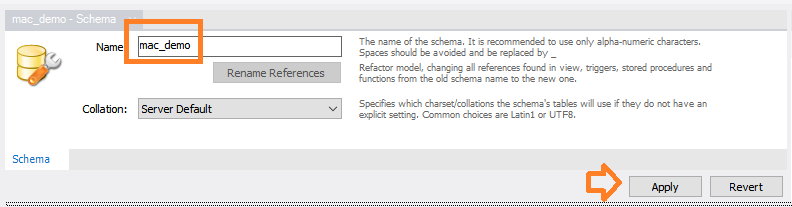 mac_demo - Schema
Name: mac_demo
The name of the schema. It is recommended to use only alpha-numeric characters.
Spaces should be avoided and be replaced by _
Rename References
Refactor model, changing all references found in view, triggers, stored procedures and
functions from the old schema name to the new one.
Collation: Server Default
Specifies which charset/collations the schema's tables will use if they do not have an
explicit setting. Common choices are Latin1 or UTF8.
Schema
Apply Revert